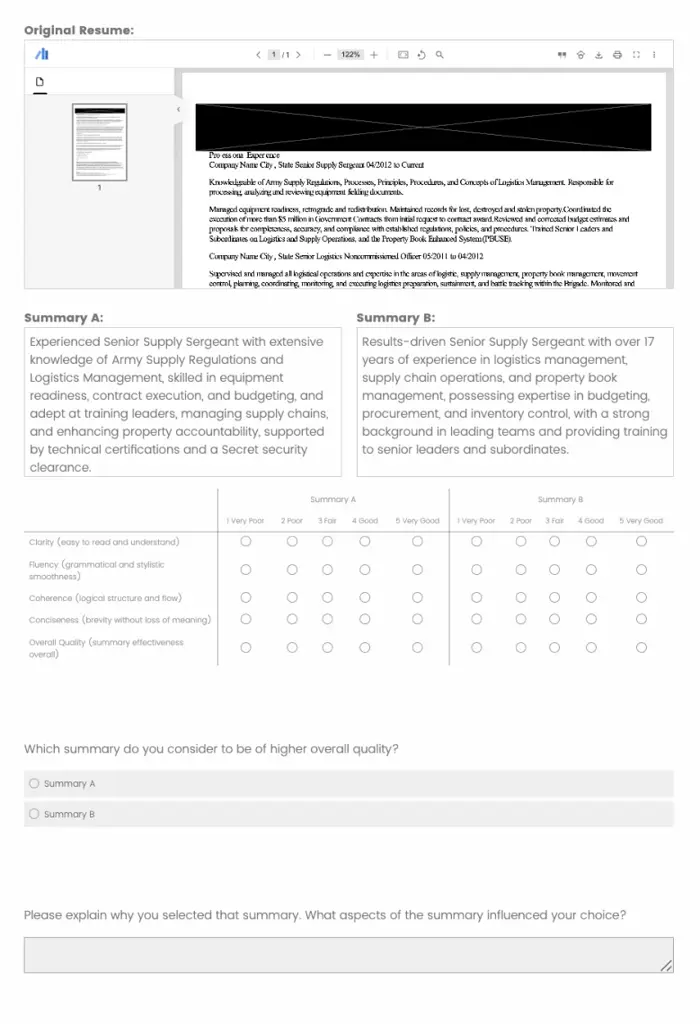 Original Resume:
1 / 1
122%
1
Pro ess ona Exper ence
Company Name City , State Senior Supply Sergeant 04/2012 to Current
Knowledgeable of Army Supply Regulations, Processes, Principles, Procedures, and Concepts of Logistics Management. Responsible for
processing, analyzing and reviewing equipment fielding documents.
Managed equipment readiness, retrograde and redistribution. Maintained records for lost, destroyed and stolen property.Coordinated the
execution of more than $5 million in Government Contracts from initial request to contract award.Reviewed and corrected budget estimates and
proposals for completeness, accuracy, and compliance with established regulations, policies, and procedures. Trained Senior Leaders and
Subordinates on Logistics and Supply Operations, and the Property Book Enhanced System(PBUSE).
Company Name City , State Senior Logistics Noncommissioned Officer 05/2011 to 04/2012
Supervised and managed all logistical operations and expertise in the areas of logistic, supply management, property book management, movement
control, planning, coordinating, monitoring, and executing logistics preparation, sustainment, and battle tracking within the Brigade. Monitored and
Summary A:
Experienced Senior Supply Sergeant with extensive
knowledge of Army Supply Regulations and
Logistics Management, skilled in equipment
readiness, contract execution, and budgeting, and
adept at training leaders, managing supply chains,
and enhancing property accountability, supported
by technical certifications and a Secret security
clearance.
Summary B:
Results-driven Senior Supply Sergeant with over 17
years of experience in logistics management,
supply chain operations, and property book
management, possessing expertise in budgeting,
procurement, and inventory control, with a strong
background in leading teams and providing training
to senior leaders and subordinates.
Summary A Summary B
1 Very Poor 2 Poor 3 Fair 4 Good 5 Very Good 1 Very Poor 2 Poor 3 Fair 4 Good 5 Very Good
Clarity (easy to read and understand)
Fluency (grammatical and stylistic
smoothness)
Coherence (logical structure and flow)
Conciseness (brevity without loss of meaning)
Overall Quality (summary effectiveness
overall)
Which summary do you consider to be of higher overall quality?
Summary A
Summary B
Please explain why you selected that summary. What aspects of the summary influenced your choice?